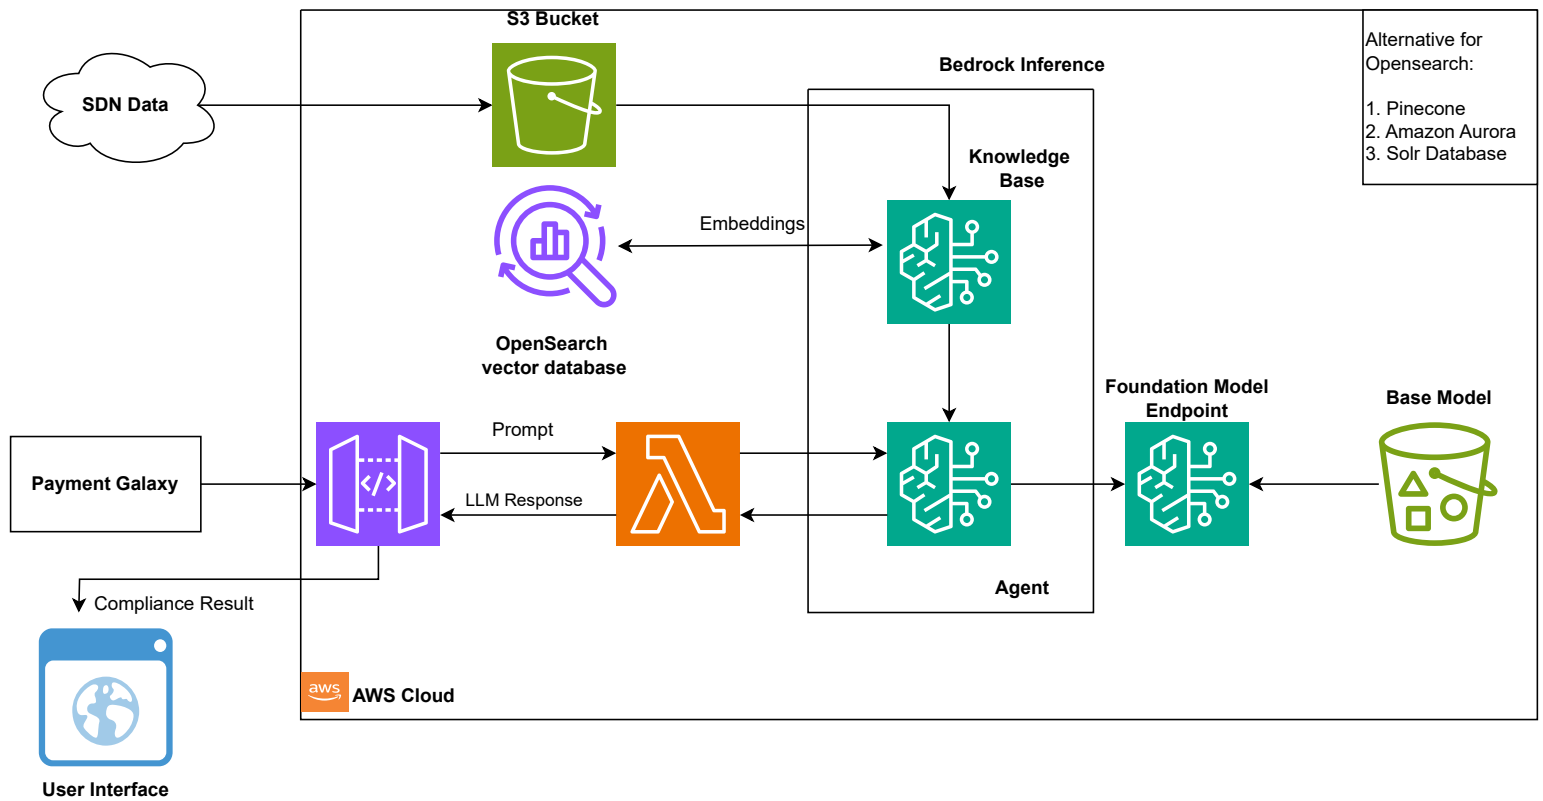 S3 Bucket
Alternative for
Opensearch:
1. Pinecone
2. Amazon Aurora
3. Solr Database
Bedrock Inference
SDN Data
Knowledge
Base
Embeddings
OpenSearch
vector database
Foundation Model
Endpoint
Base Model
Prompt
Payment Galaxy
LLM Response
Agent
Compliance Result
aws
AWS Cloud
User Interface